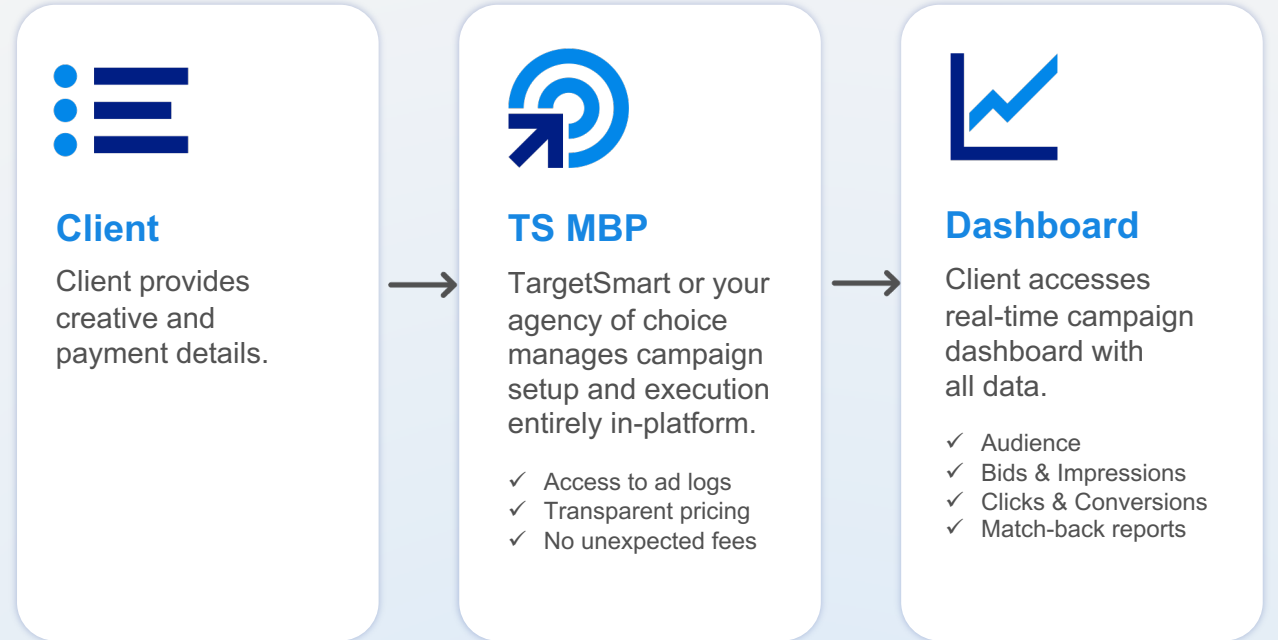 Client
Client provides
creative and
payment details.
TS MBP
TargetSmart or your
agency of choice
manages campaign
setup and execution
entirely in-platform.
✓ Access to ad logs
✓ Transparent pricing
✓ No unexpected fees
Dashboard
Client accesses
real-time campaign
dashboard with
all data.
✓ Audience
✓ Bids & Impressions
✓ Clicks & Conversions
✓ Match-back reports